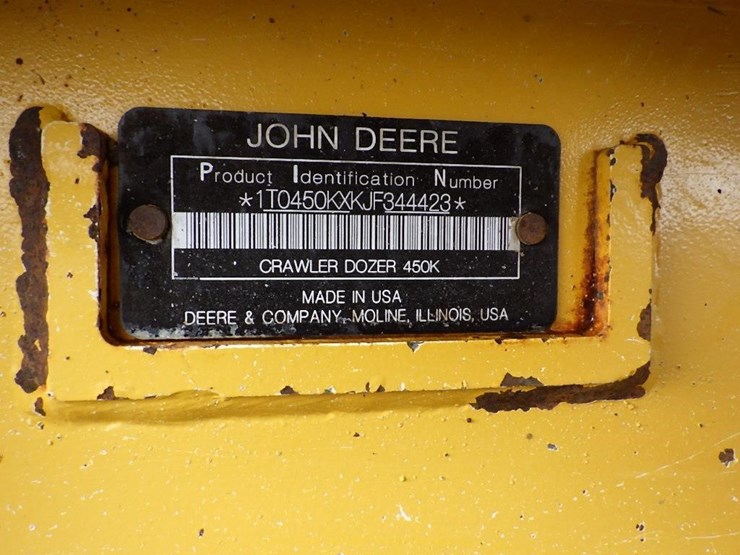 JOHN DEERE
Product Identification Number
*1T0450KXKJF344423*
CRAWLER DOZER 450K
MADE IN USA
DEERE & COMPANY MOLINE, ILLINOIS, USA